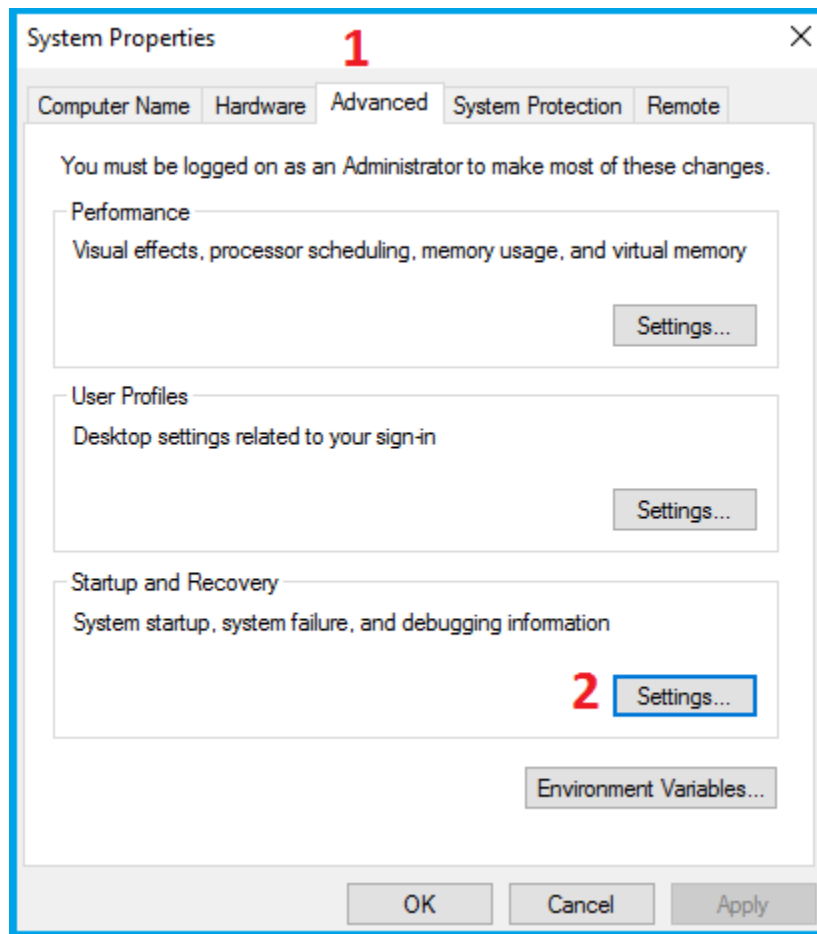 System Properties
1
Computer Name Hardware Advanced System Protection Remote
You must be logged on as an Administrator to make most of these changes.
Performance
Visual effects, processor scheduling, memory usage, and virtual memory
Settings...
User Profiles
Desktop settings related to your sign-in
Settings...
Startup and Recovery
System startup, system failure, and debugging information
2 Settings...
Environment Variables...
OK Cancel Apply